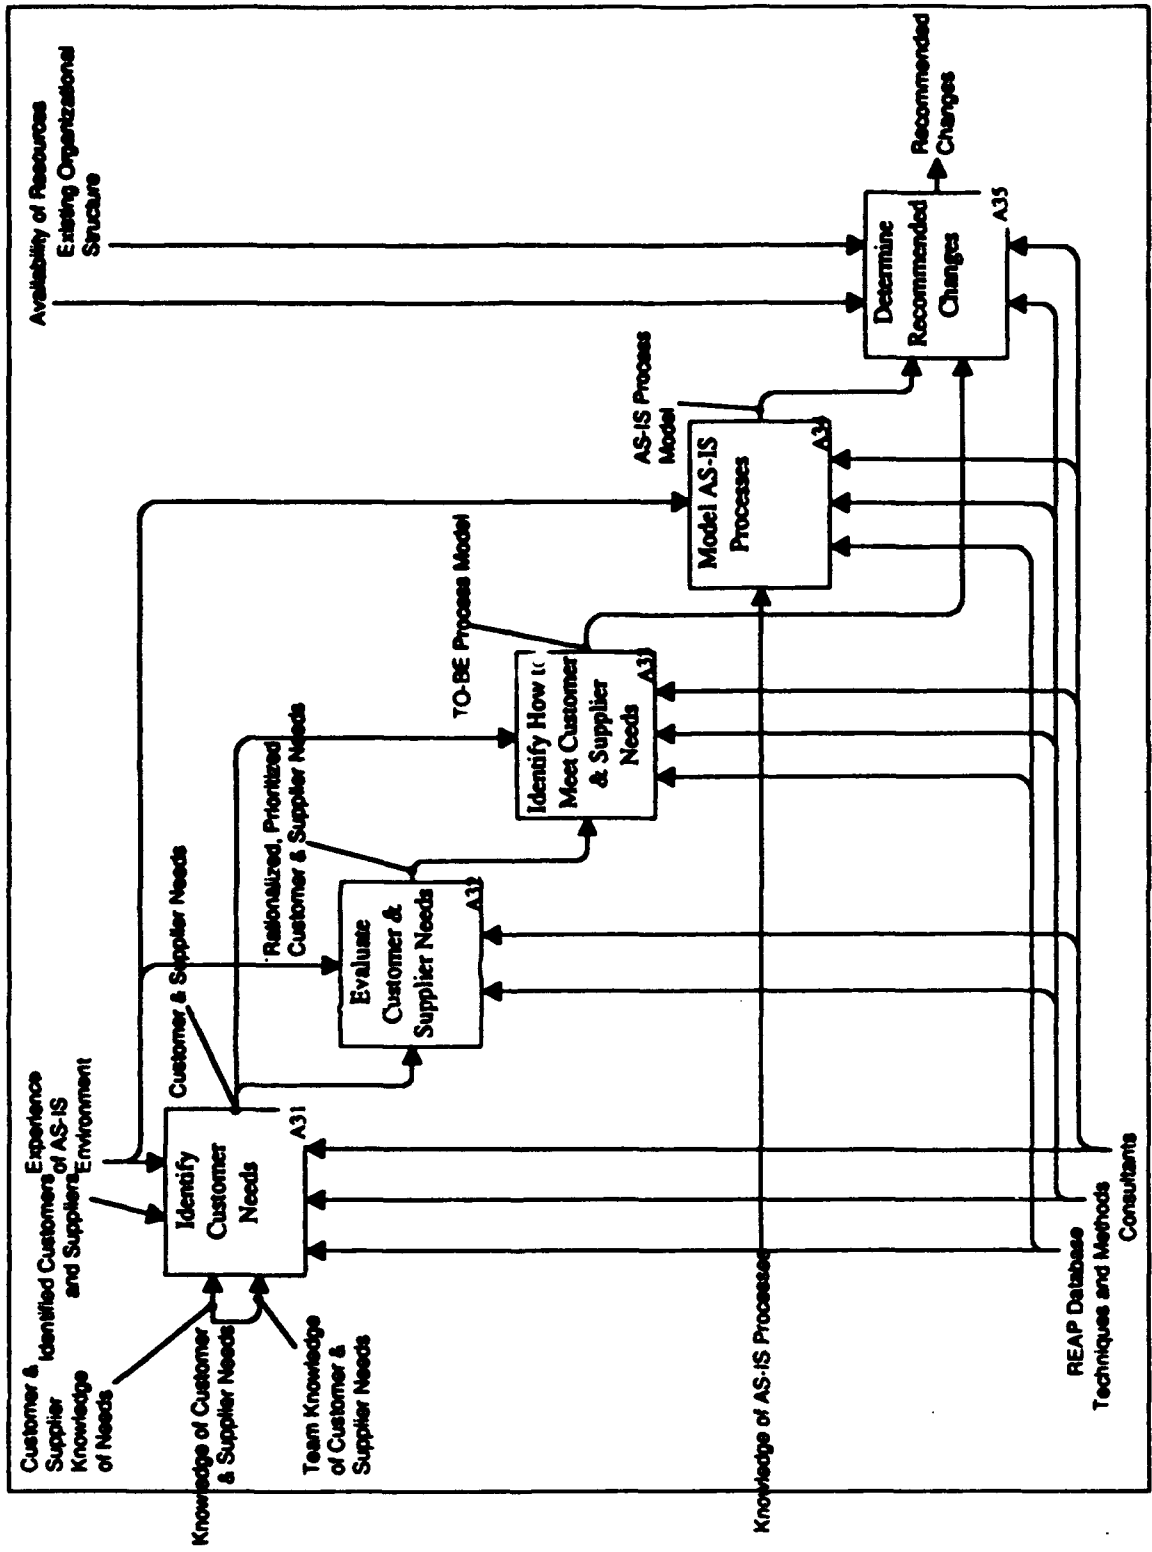 Customer &
Supplier
Knowledge
of Needs
Identified Customers
and Suppliers
Experience
of AS-IS
Environment
Availability of Resources
Existing Organizational
Structure
Knowledge of Customer
& Supplier Needs
Team Knowledge
of Customer &
Supplier Needs
Identify
Customer
Needs
A31
Customer & Supplier Needs
Evaluate
Customer &
Supplier Needs
A32
Rationalized, Prioritized
Customer & Supplier Needs
Identify How to
Meet Customer
& Supplier
Needs
A33
TO-BE Process Model
Knowledge of AS-IS Processes
Model AS-IS
Processes
A34
AS-IS Process
Model
Determine
Recommended
Changes
A35
Recommended
Changes
REAP Database
Techniques and Methods
Consultants